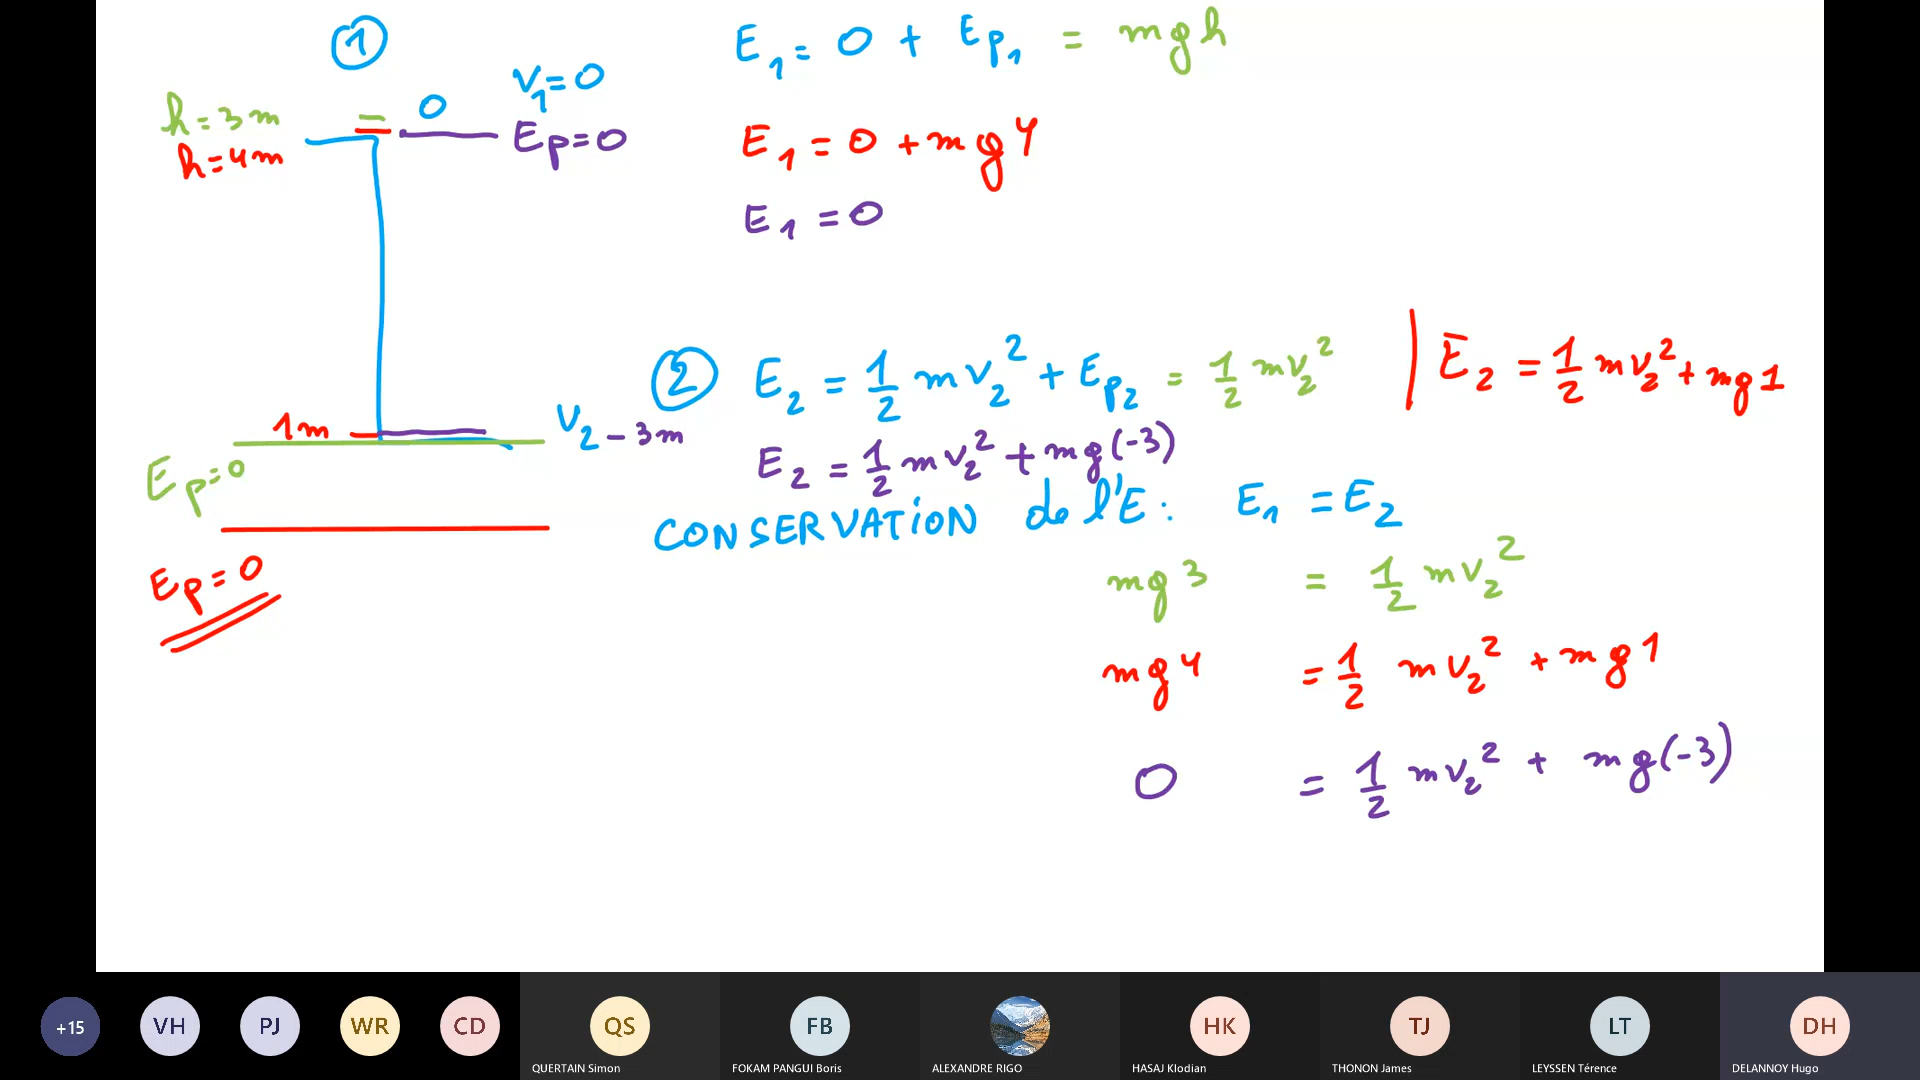 ①
h = 3m
h = 4m
0
v₁ = 0
Ep = 0
E₁ = 0 + Ep₁ = mgh
E₁ = 0 + mg4
E₁ = 0
1m
v₂ -3m
Ep = 0
Ep = 0
② E₂ = 1/2 mv₂² + Ep₂ = 1/2 mv₂² | E₂ = 1/2 mv₂² + mg1
E₂ = 1/2 mv₂² + mg(-3)
CONSERVATION de l'E : E₁ = E₂
mg3 = 1/2 mv₂²
mg4 = 1/2 mv₂² + mg1
0 = 1/2 mv₂² + mg(-3)
+15 VH PJ WR CD QS FB HK TJ LT DH
QUERTAIN Simon FOKAM PANGUI Boris ALEXANDRE RIGO HASAJ Klodian THONON James LEYSSEN Térence DELANNOY Hugo